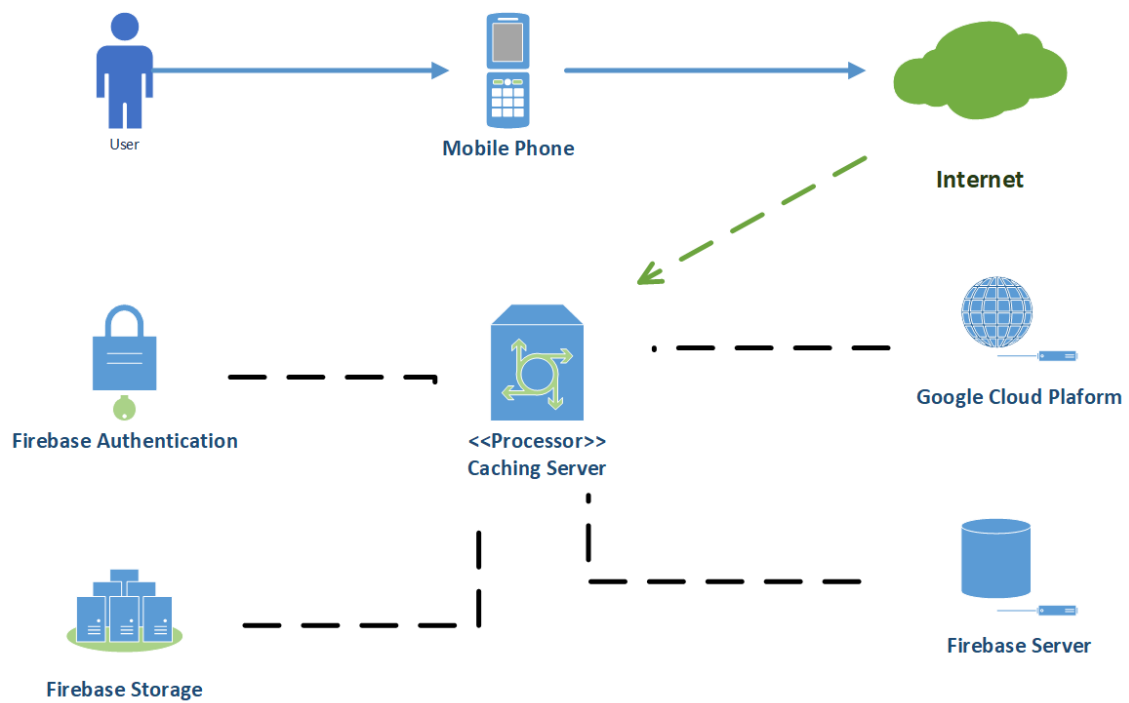 User
Mobile Phone
Internet
Firebase Authentication
<<Processor>>
Caching Server
Google Cloud Plaform
Firebase Storage
Firebase Server